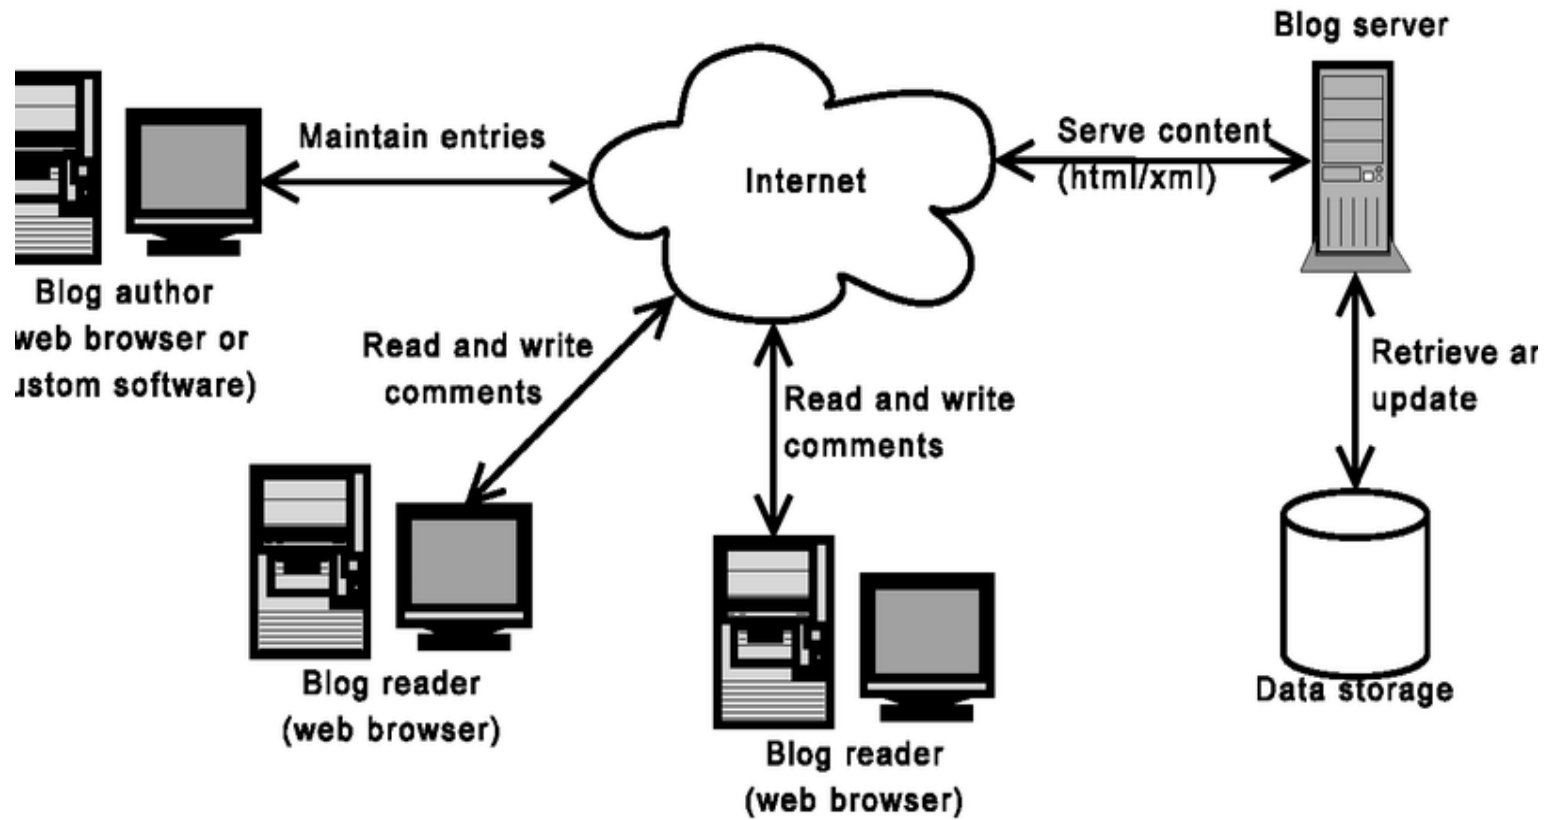 Blog server
Maintain entries
Serve content
(html/xml)
Internet
Blog author
web browser or
ustom software)
Read and write
comments
Read and write
comments
Retrieve
update
Blog reader
(web browser)
Data storage
Blog reader
(web browser)